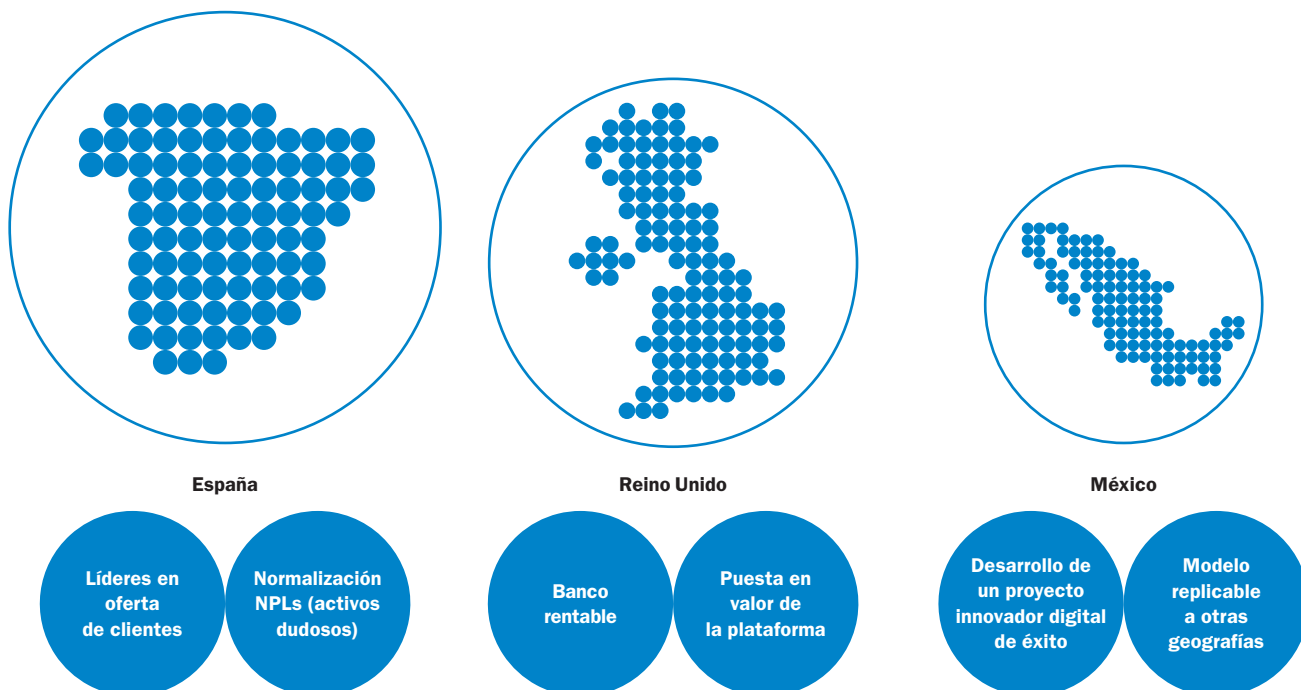 España
Reino Unido
México
Líderes en
oferta
de clientes
Normalización
NPLs (activos
dudosos)
Banco
rentable
Puesta en
valor de
la plataforma
Desarrollo de
un proyecto
innovador digital
de éxito
Modelo
replicable
a otras
geografías